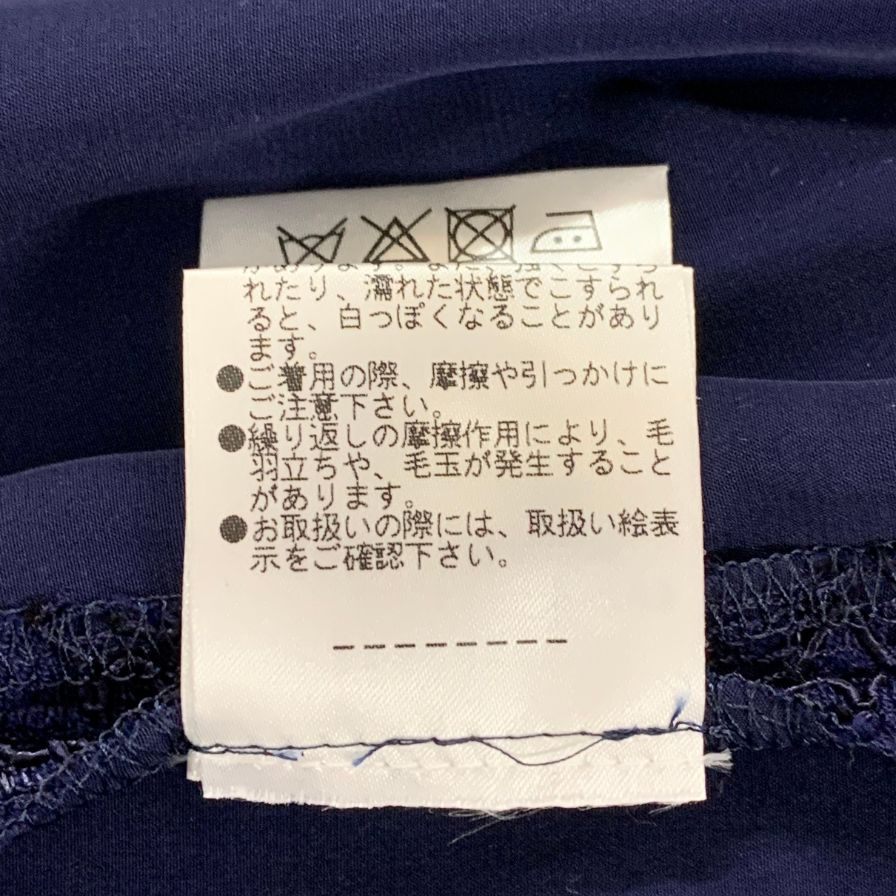 れたり、濡れた状態でこすられ
ると、白っぽくなることがあり
ます。
●ご着用の際、摩擦や引っかけに
ご注意下さい。
●繰り返しの摩擦作用により、毛
羽立ちや、毛玉が発生すること
があります。
●お取扱いの際には、取扱い絵表
示をご確認下さい。